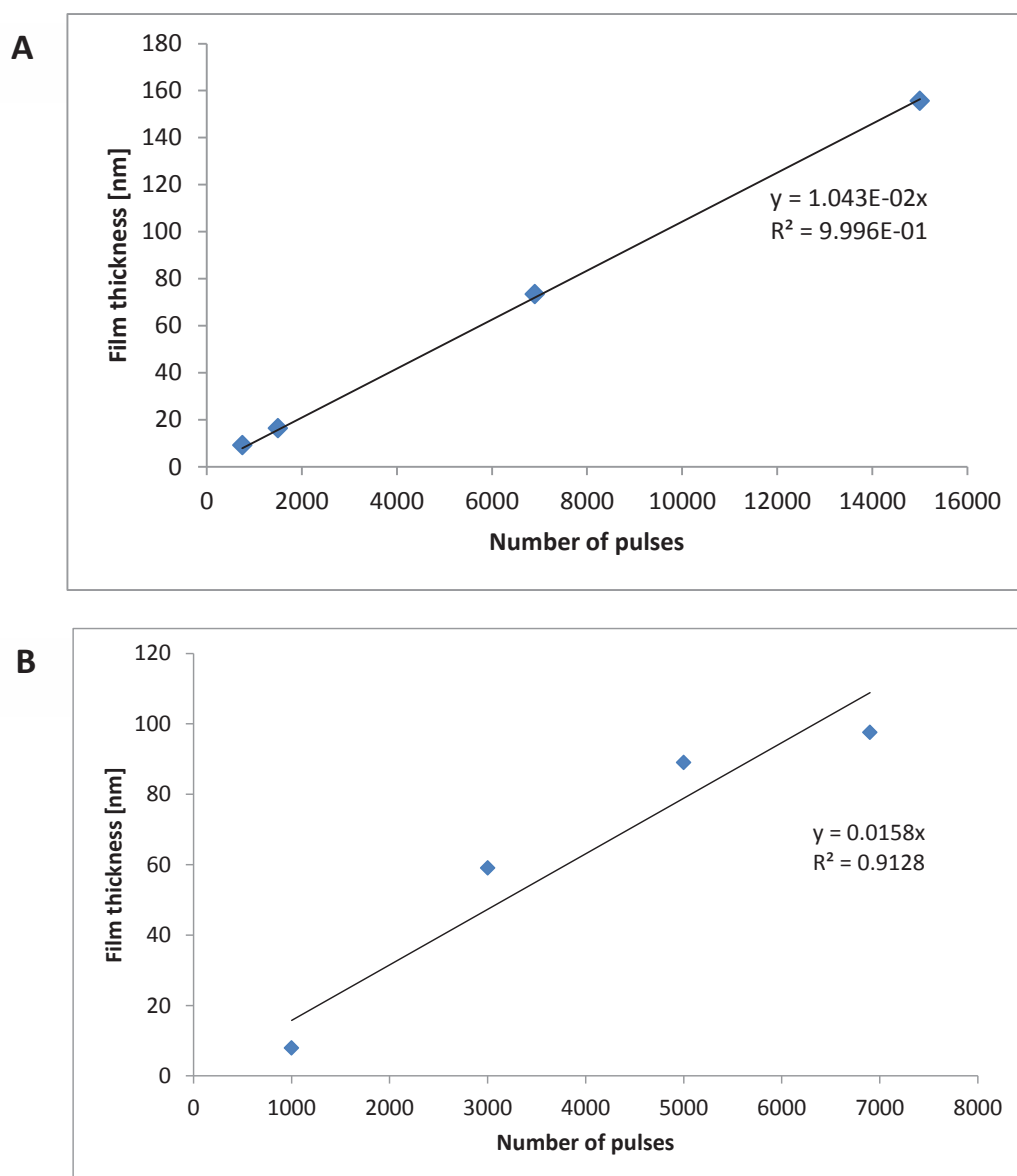 A
180
160
140
120
100
80
60
40
20
0
Film thickness [nm]
y = 1.043E-02x
R² = 9.996E-01
0 2000 4000 6000 8000 10000 12000 14000 16000
Number of pulses
B
120
100
80
60
40
20
0
Film thickness [nm]
y = 0.0158x
R² = 0.9128
0 1000 2000 3000 4000 5000 6000 7000 8000
Number of pulses